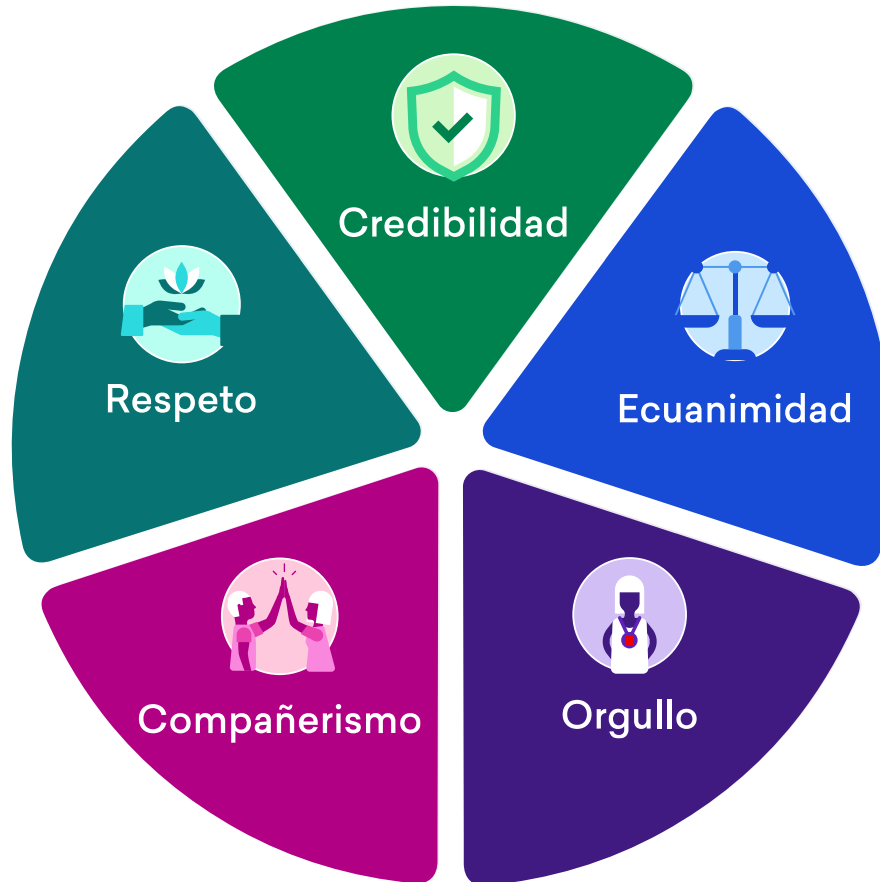 Credibilidad
Respeto
Ecuanimidad
Compañerismo
Orgullo